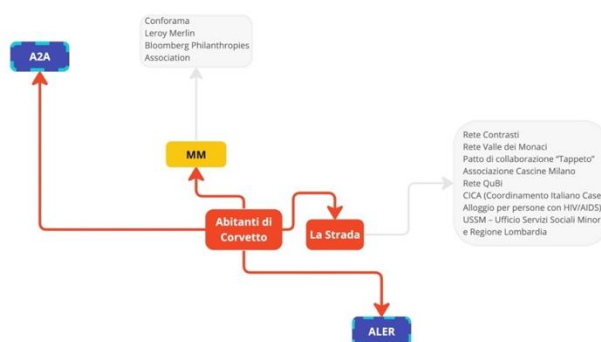 Conforama
Leroy Merlin
Bloomberg Philanthropies
Association
A2A
MM
Rete Contrasti
Rete Valle dei Monaci
Patto di collaborazione "Tappeto"
Associazione Cascine Milano
Rete QuBi
CICA (Coordinamento Italiano Case
Alloggio per persone con HIV/AIDS)
USSM – Ufficio Servizi Sociali Minor
e Regione Lombardia
Abitanti di
Corvetto
La Strada
ALER